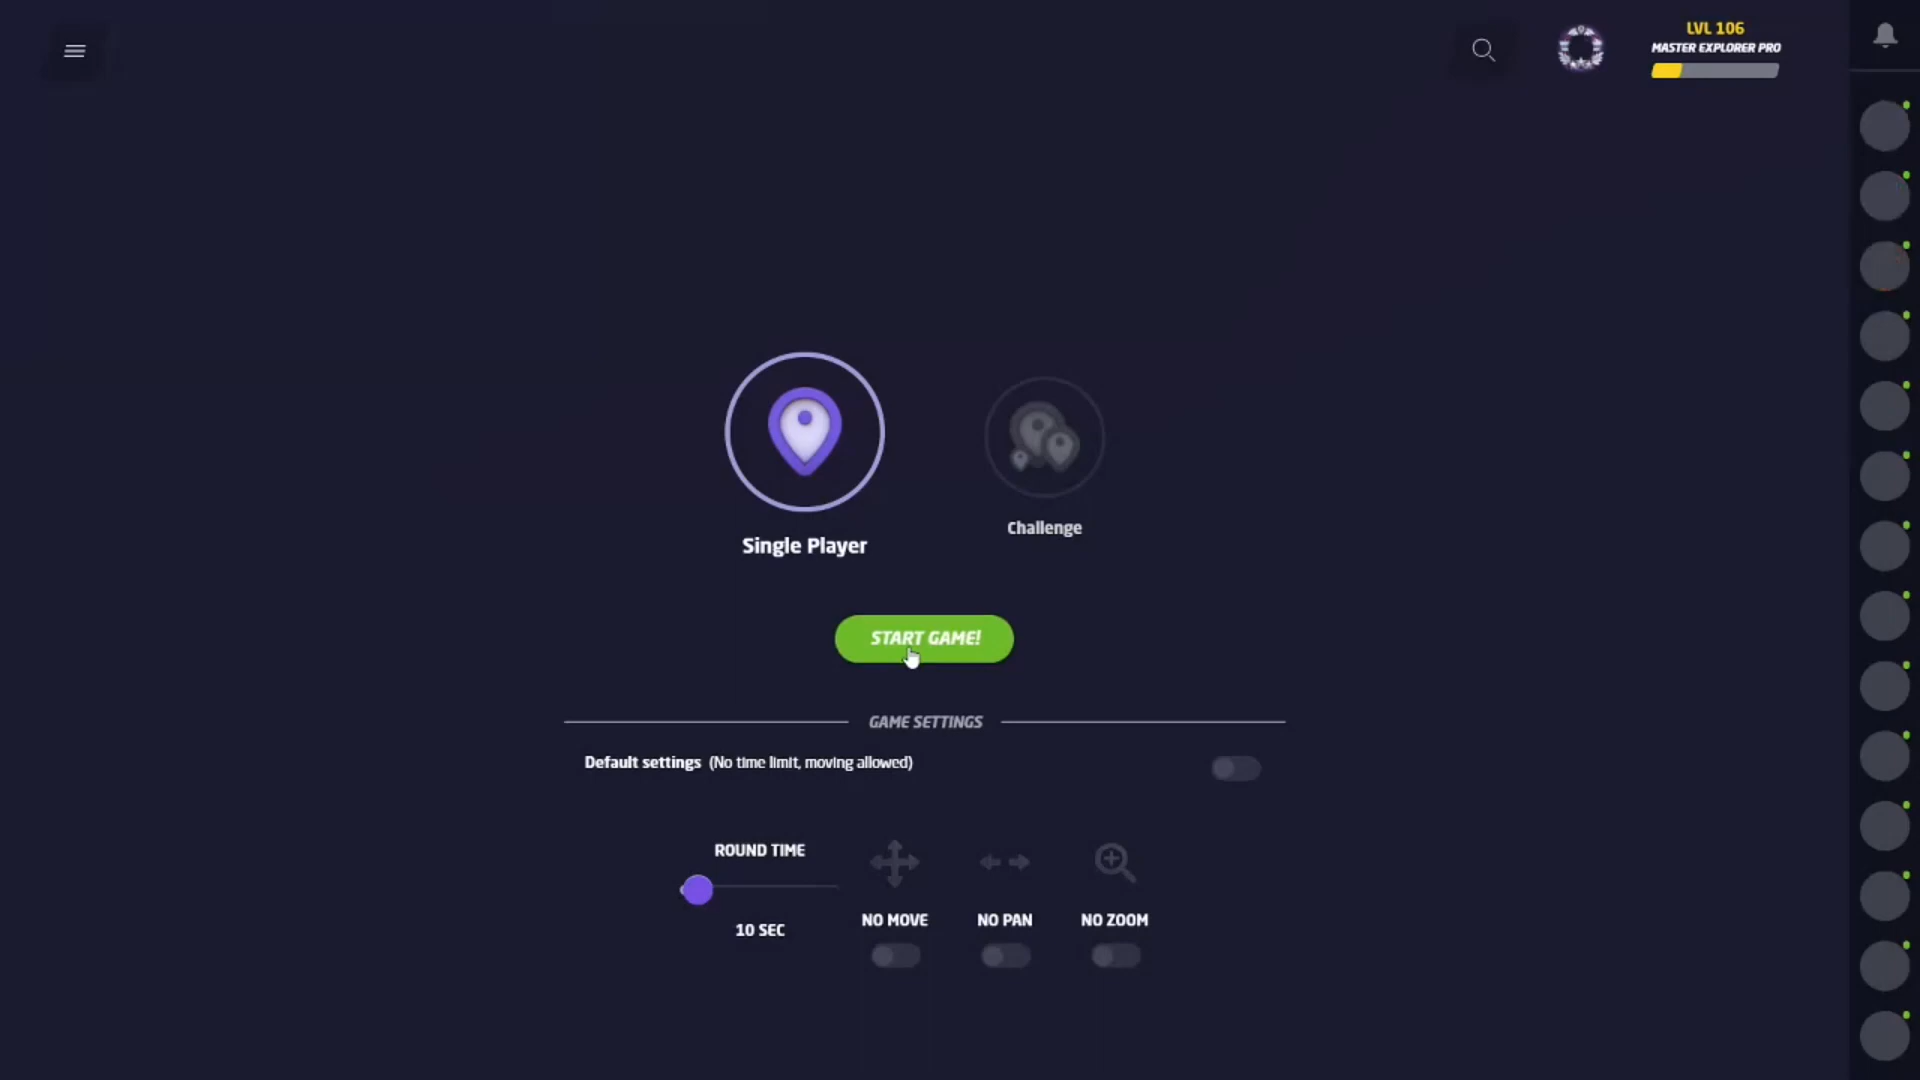 LVL 106
MASTER EXPLORER PRO
Single Player
Challenge
START GAME!
GAME SETTINGS
Default settings (No time limit, moving allowed)
ROUND TIME
10 SEC
NO MOVE
NO PAN
NO ZOOM